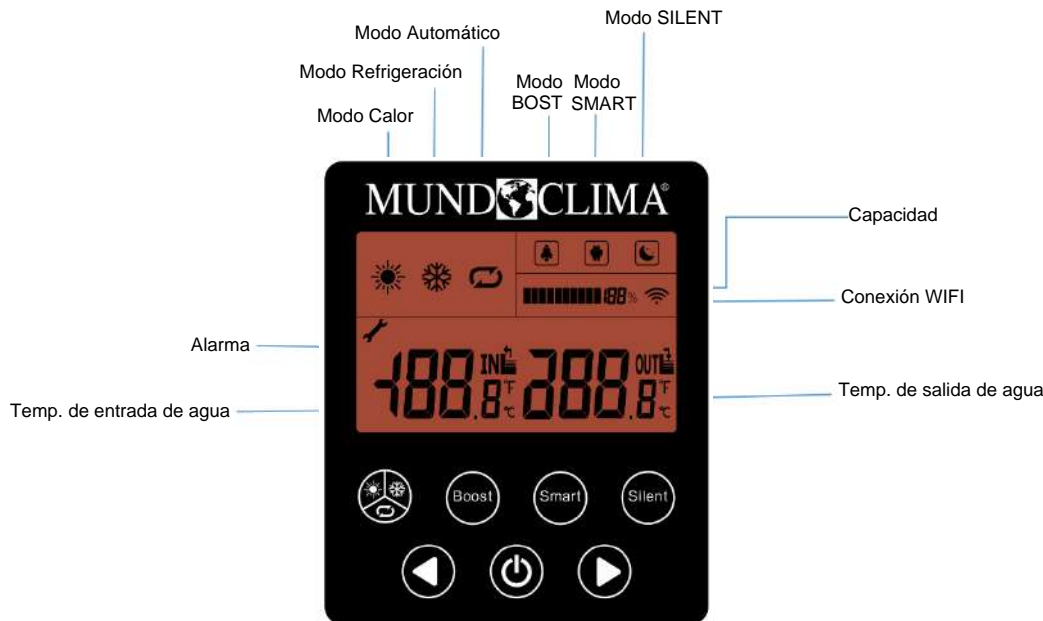 Modo SILENT
Modo Automático
Modo Refrigeración
Modo
BOST
Modo
SMART
Modo Calor
MUNDOCLIMA®
Capacidad
188%
Conexión WIFI
Alarma
-188.8 IN °F °C
288.8 OUT °F °C
Temp. de entrada de agua
Temp. de salida de agua
Boost
Smart
Silent